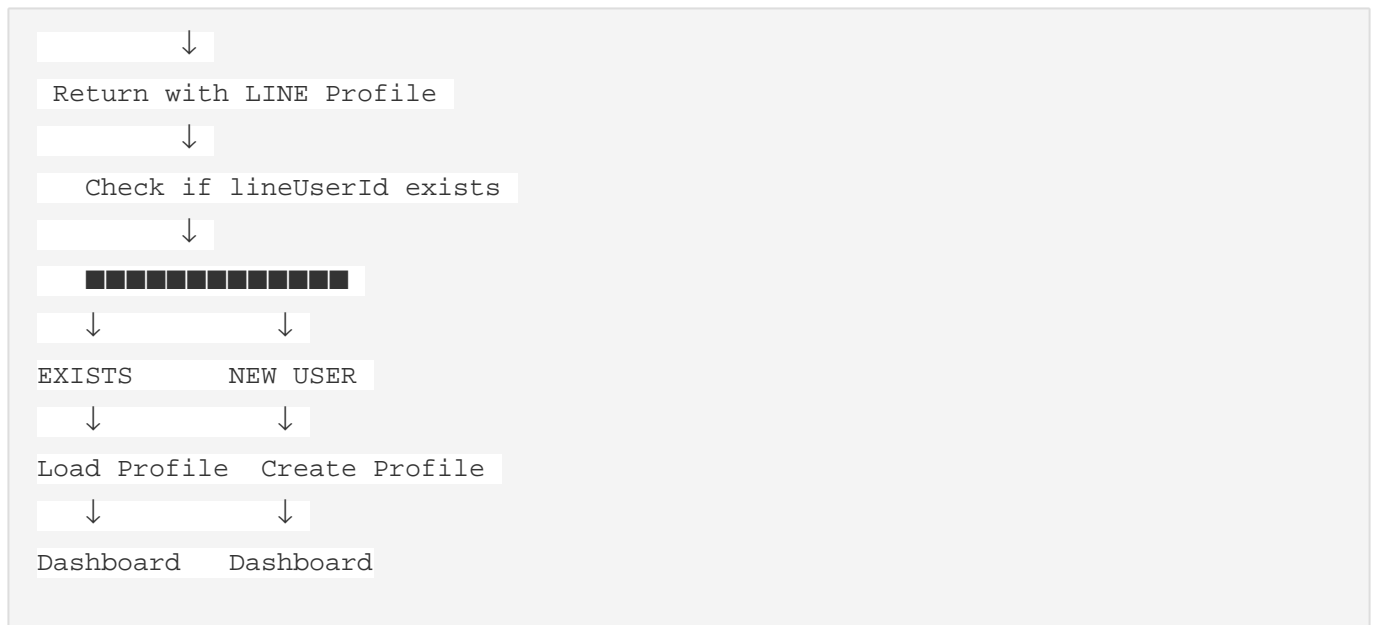 ↓
Return with LINE Profile
↓
Check if lineUserId exists
↓
■■■■■■■■■■■■■
↓ ↓
EXISTS NEW USER
↓ ↓
Load Profile Create Profile
↓ ↓
Dashboard Dashboard